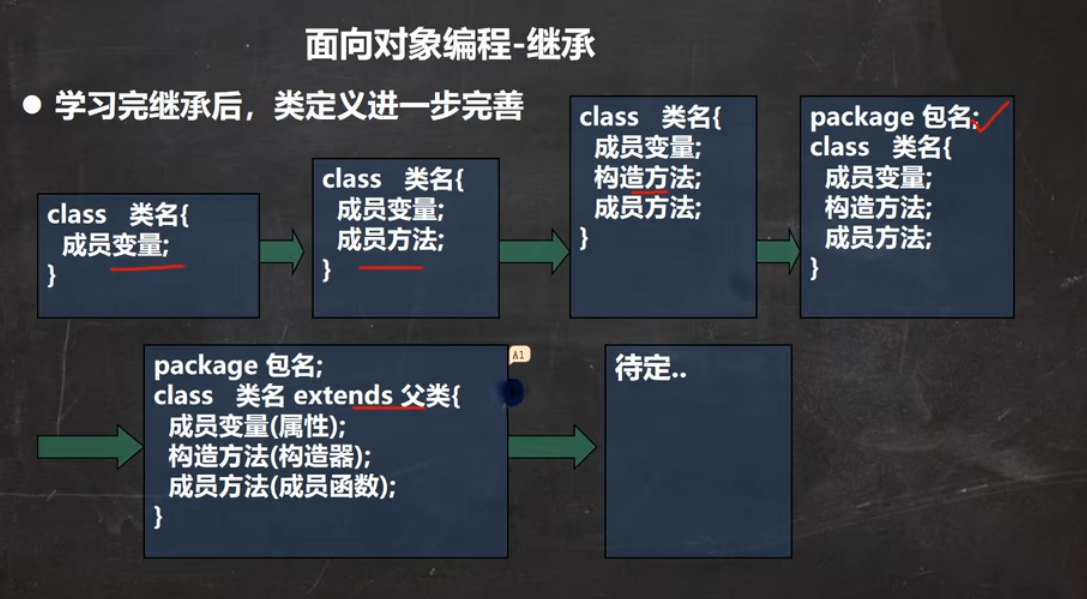 面向对象编程-继承
● 学习完继承后，类定义进一步完善
class 类名{
成员变量;
}
class 类名{
成员变量;
成员方法;
}
class 类名{
成员变量;
构造方法;
成员方法;
}
package 包名;
class 类名{
成员变量;
构造方法;
成员方法;
}
package 包名;
class 类名 extends 父类{
成员变量(属性);
构造方法(构造器);
成员方法(成员函数);
}
A1
待定..